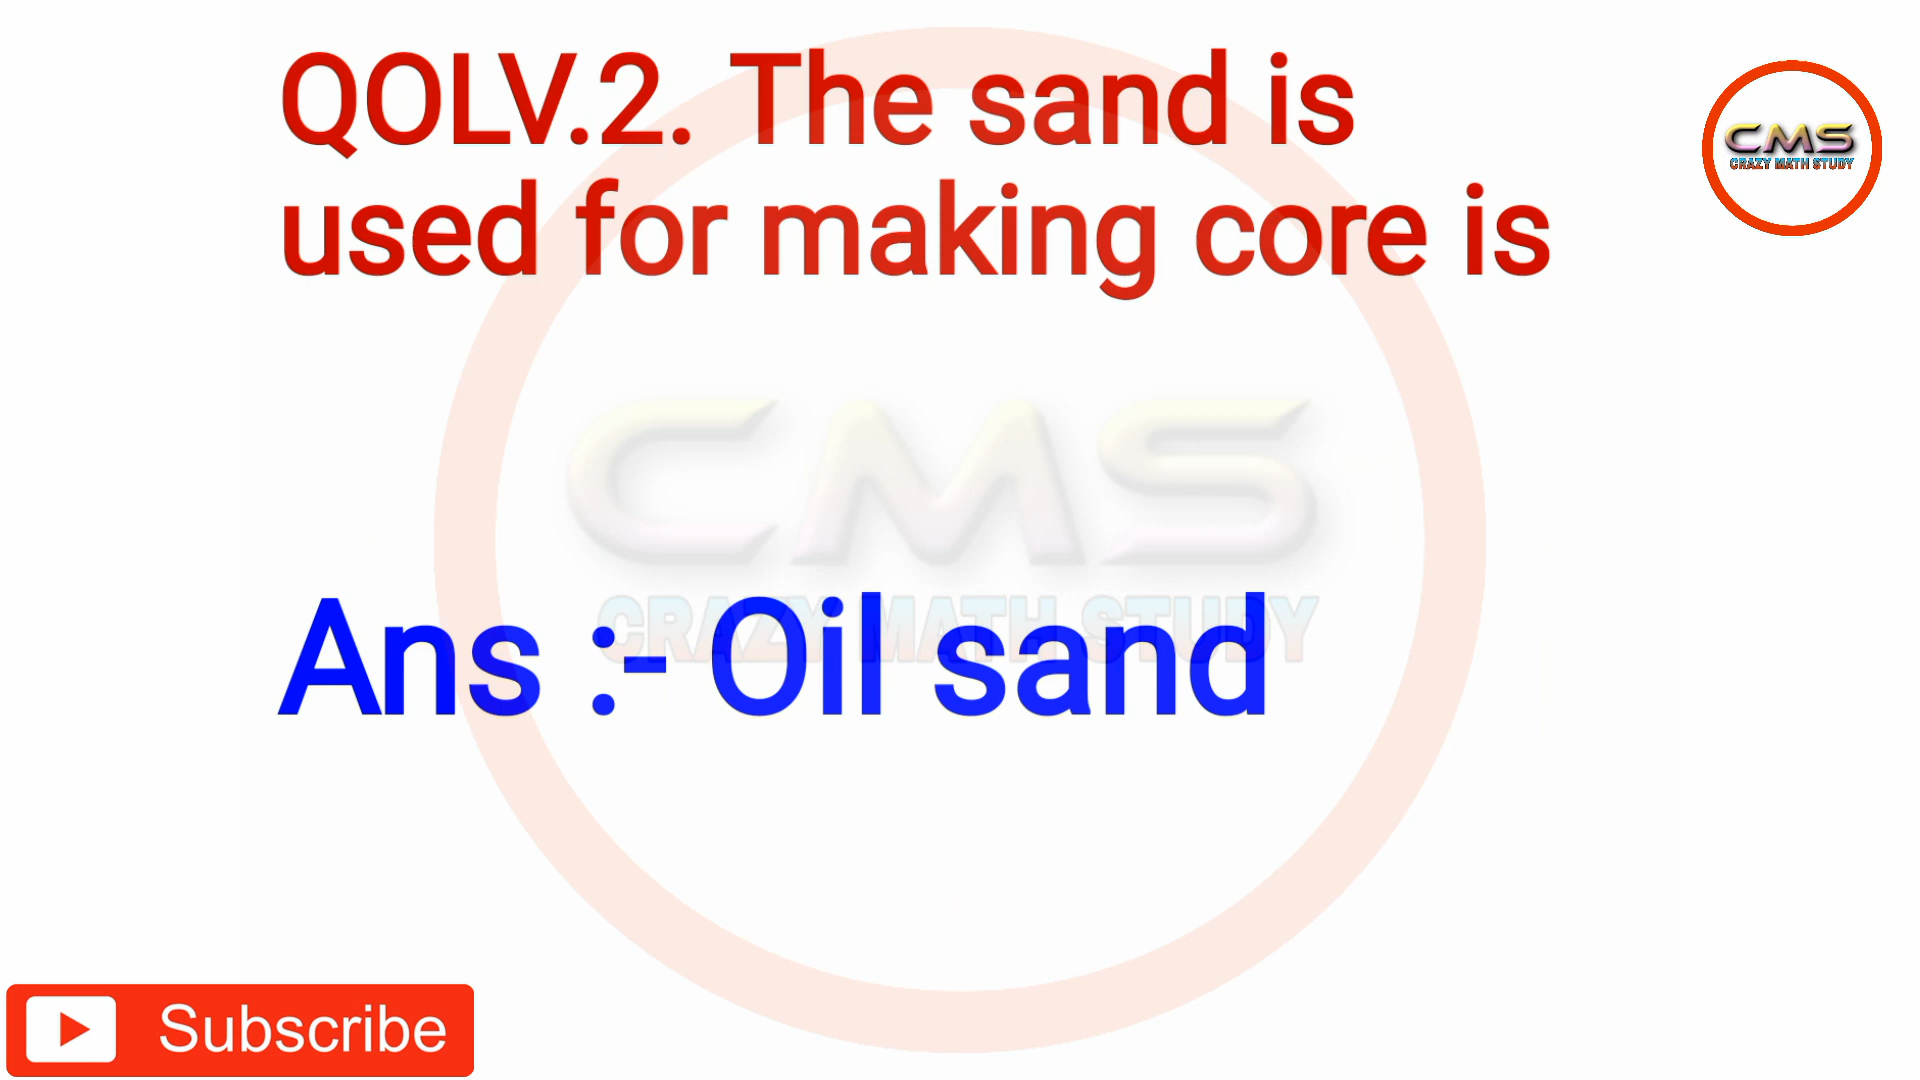 QOLV.2. The sand is
used for making core is
CMS
CRAZY MATH STUDY
CMS
CRAZY MATH STUDY
Ans :- Oil sand
Subscribe